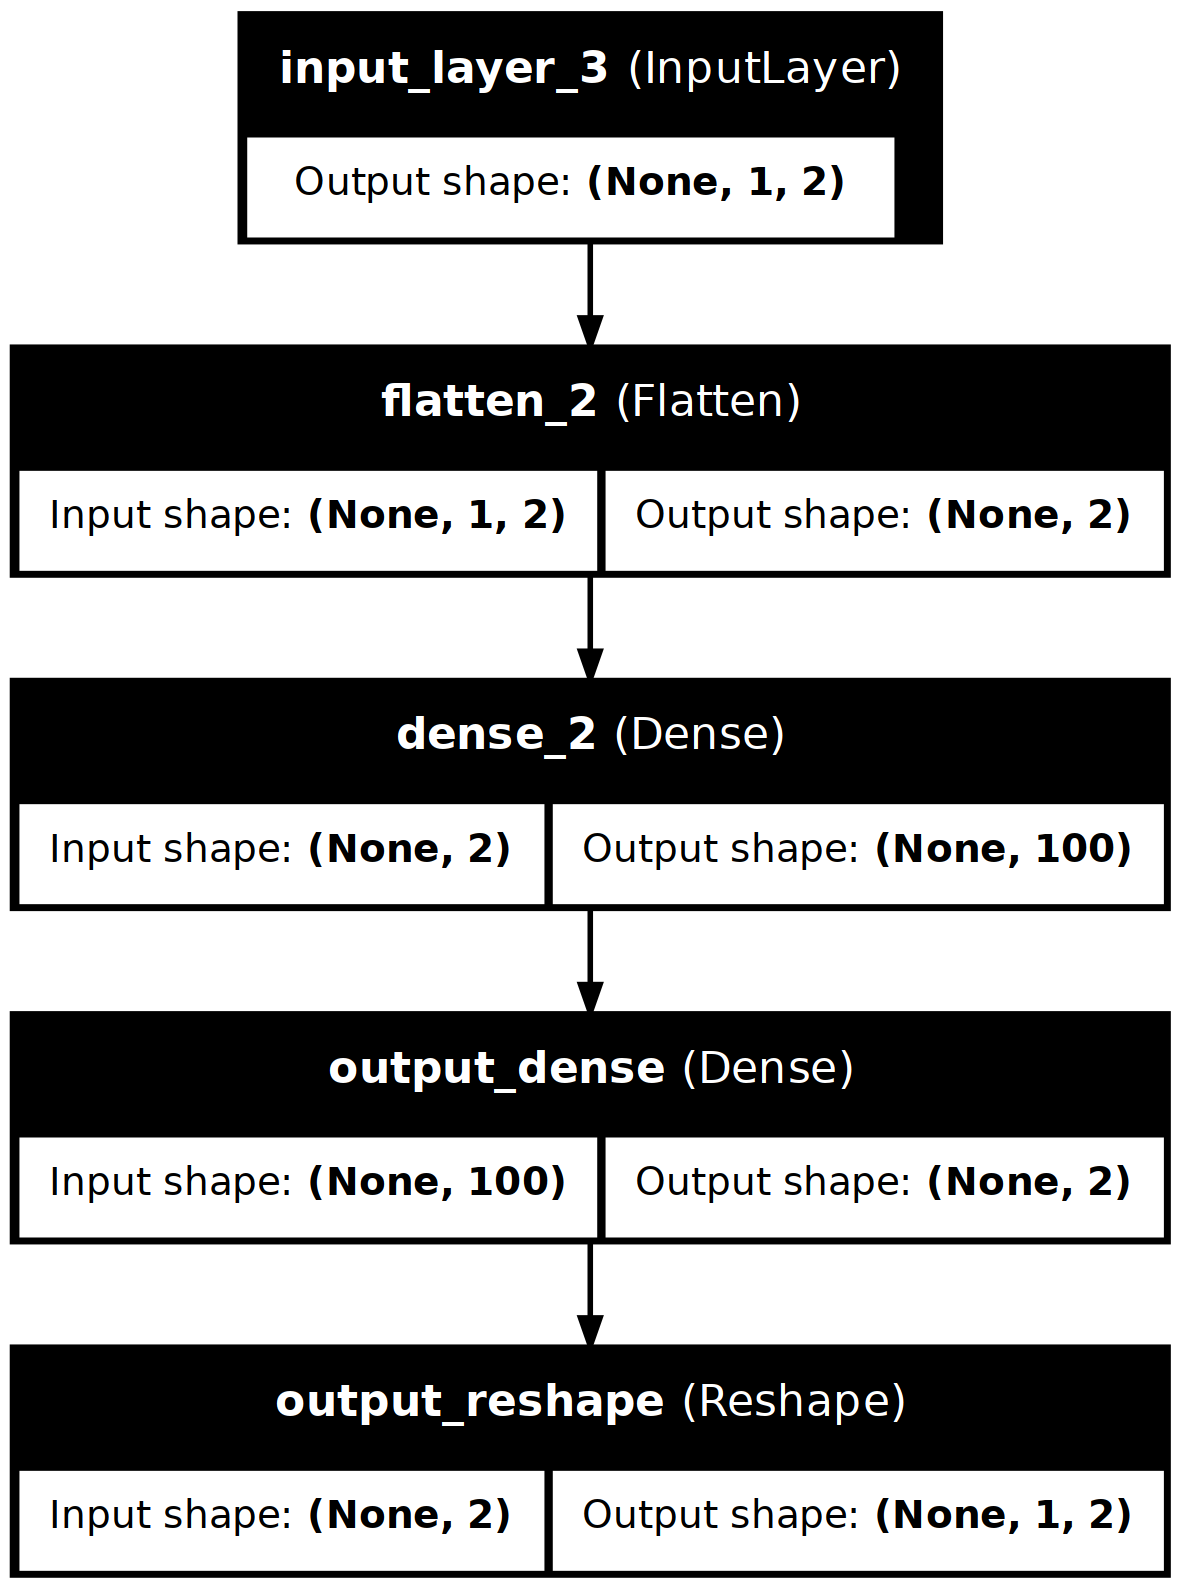 input_layer_3 (InputLayer)
Output shape: (None, 1, 2)
flatten_2 (Flatten)
Input shape: (None, 1, 2) Output shape: (None, 2)
dense_2 (Dense)
Input shape: (None, 2) Output shape: (None, 100)
output_dense (Dense)
Input shape: (None, 100) Output shape: (None, 2)
output_reshape (Reshape)
Input shape: (None, 2) Output shape: (None, 1, 2)